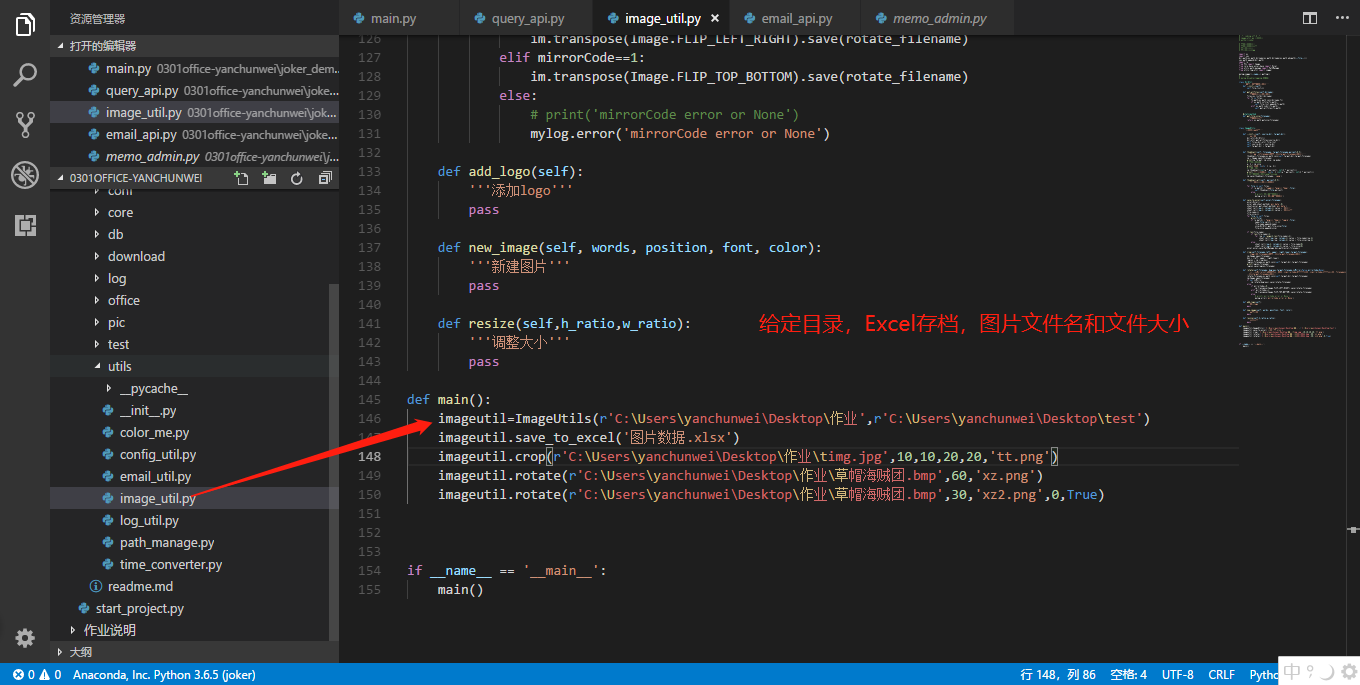 资源管理器
打开的编辑器
main.py 0301office-yanchunwei\joker_dem...
query_api.py 0301office-yanchunwei\joke...
image_util.py 0301office-yanchunwei\jok...
email_api.py 0301office-yanchunwei\joke...
memo_admin.py 0301office-yanchunwei\j...
0301OFFICE-YANCHUNWEI
com
core
db
download
log
office
pic
test
utils
__pycache__
__init__.py
color_me.py
config_util.py
email_util.py
image_util.py
log_util.py
path_manage.py
time_converter.py
readme.md
start_project.py
作业说明
大纲
main.py query_api.py image_util.py × email_api.py memo_admin.py
126 im.transpose(Image.FLIP_LEFT_RIGHT).save(rotate_filename)
127 elif mirrorCode==1:
128 im.transpose(Image.FLIP_TOP_BOTTOM).save(rotate_filename)
129 else:
130 # print('mirrorCode error or None')
131 mylog.error('mirrorCode error or None')
132
133 def add_logo(self):
134 '''添加logo'''
135 pass
136
137 def new_image(self, words, position, font, color):
138 '''新建图片'''
139 pass
140
141 def resize(self,h_ratio,w_ratio):
142 '''调整大小'''
143 pass
144
145 def main():
146 imageutil=ImageUtils(r'C:\Users\yanchunwei\Desktop\作业',r'C:\Users\yanchunwei\Desktop\test')
147 imageutil.save_to_excel('图片数据.xlsx')
148 imageutil.crop(r'C:\Users\yanchunwei\Desktop\作业\timg.jpg',10,10,20,20,'tt.png')
149 imageutil.rotate(r'C:\Users\yanchunwei\Desktop\作业\草帽海贼团.bmp',60,'xz.png')
150 imageutil.rotate(r'C:\Users\yanchunwei\Desktop\作业\草帽海贼团.bmp',30,'xz2.png',0,True)
151
152
153
154 if __name__ == '__main__':
155 main()
给定目录，Excel存档，图片文件名和文件大小
0 0 Anaconda, Inc. Python 3.6.5 (joker)
行 148，列 86 空格: 4 UTF-8 CRLF Pytho
中